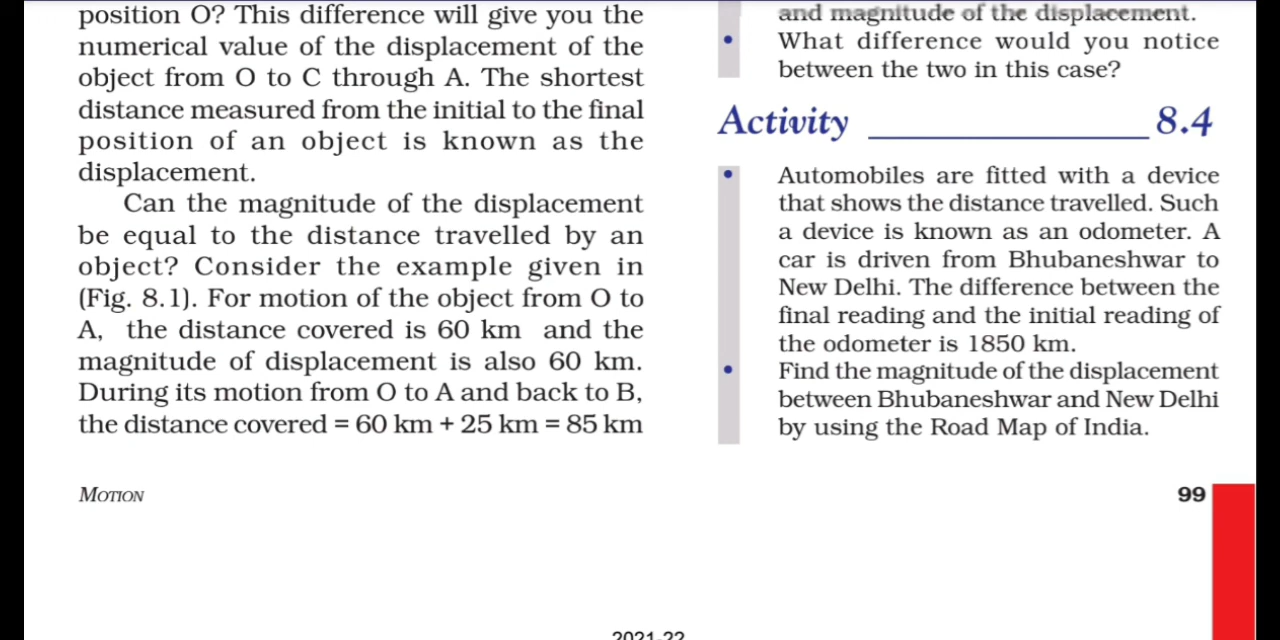 position O? This difference will give you the
numerical value of the displacement of the
object from O to C through A. The shortest
distance measured from the initial to the final
position of an object is known as the
displacement.
Can the magnitude of the displacement
be equal to the distance travelled by an
object? Consider the example given in
(Fig. 8.1). For motion of the object from O to
A, the distance covered is 60 km and the
magnitude of displacement is also 60 km.
During its motion from O to A and back to B,
the distance covered = 60 km + 25 km = 85 km
and magnitude of the displacement.
• What difference would you notice
between the two in this case?
Activity 8.4
• Automobiles are fitted with a device
that shows the distance travelled. Such
a device is known as an odometer. A
car is driven from Bhubaneshwar to
New Delhi. The difference between the
final reading and the initial reading of
the odometer is 1850 km.
• Find the magnitude of the displacement
between Bhubaneshwar and New Delhi
by using the Road Map of India.
MOTION
99
2021-22